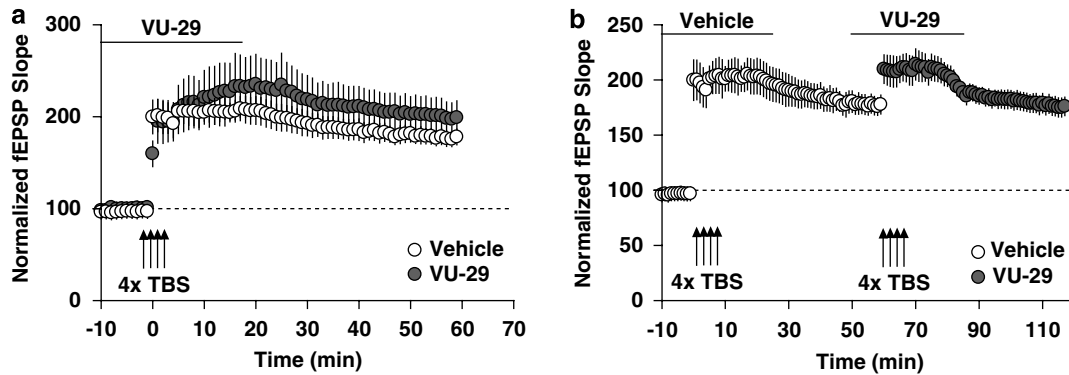 a
VU-29
Normalized fEPSP Slope
300
200
100
0
4x TBS
Vehicle
VU-29
-10 0 10 20 30 40 50 60 70
Time (min)
b
Vehicle VU-29
Normalized fEPSP Slope
250
200
150
100
50
0
4x TBS 4x TBS
Vehicle
VU-29
-10 10 30 50 70 90 110
Time (min)